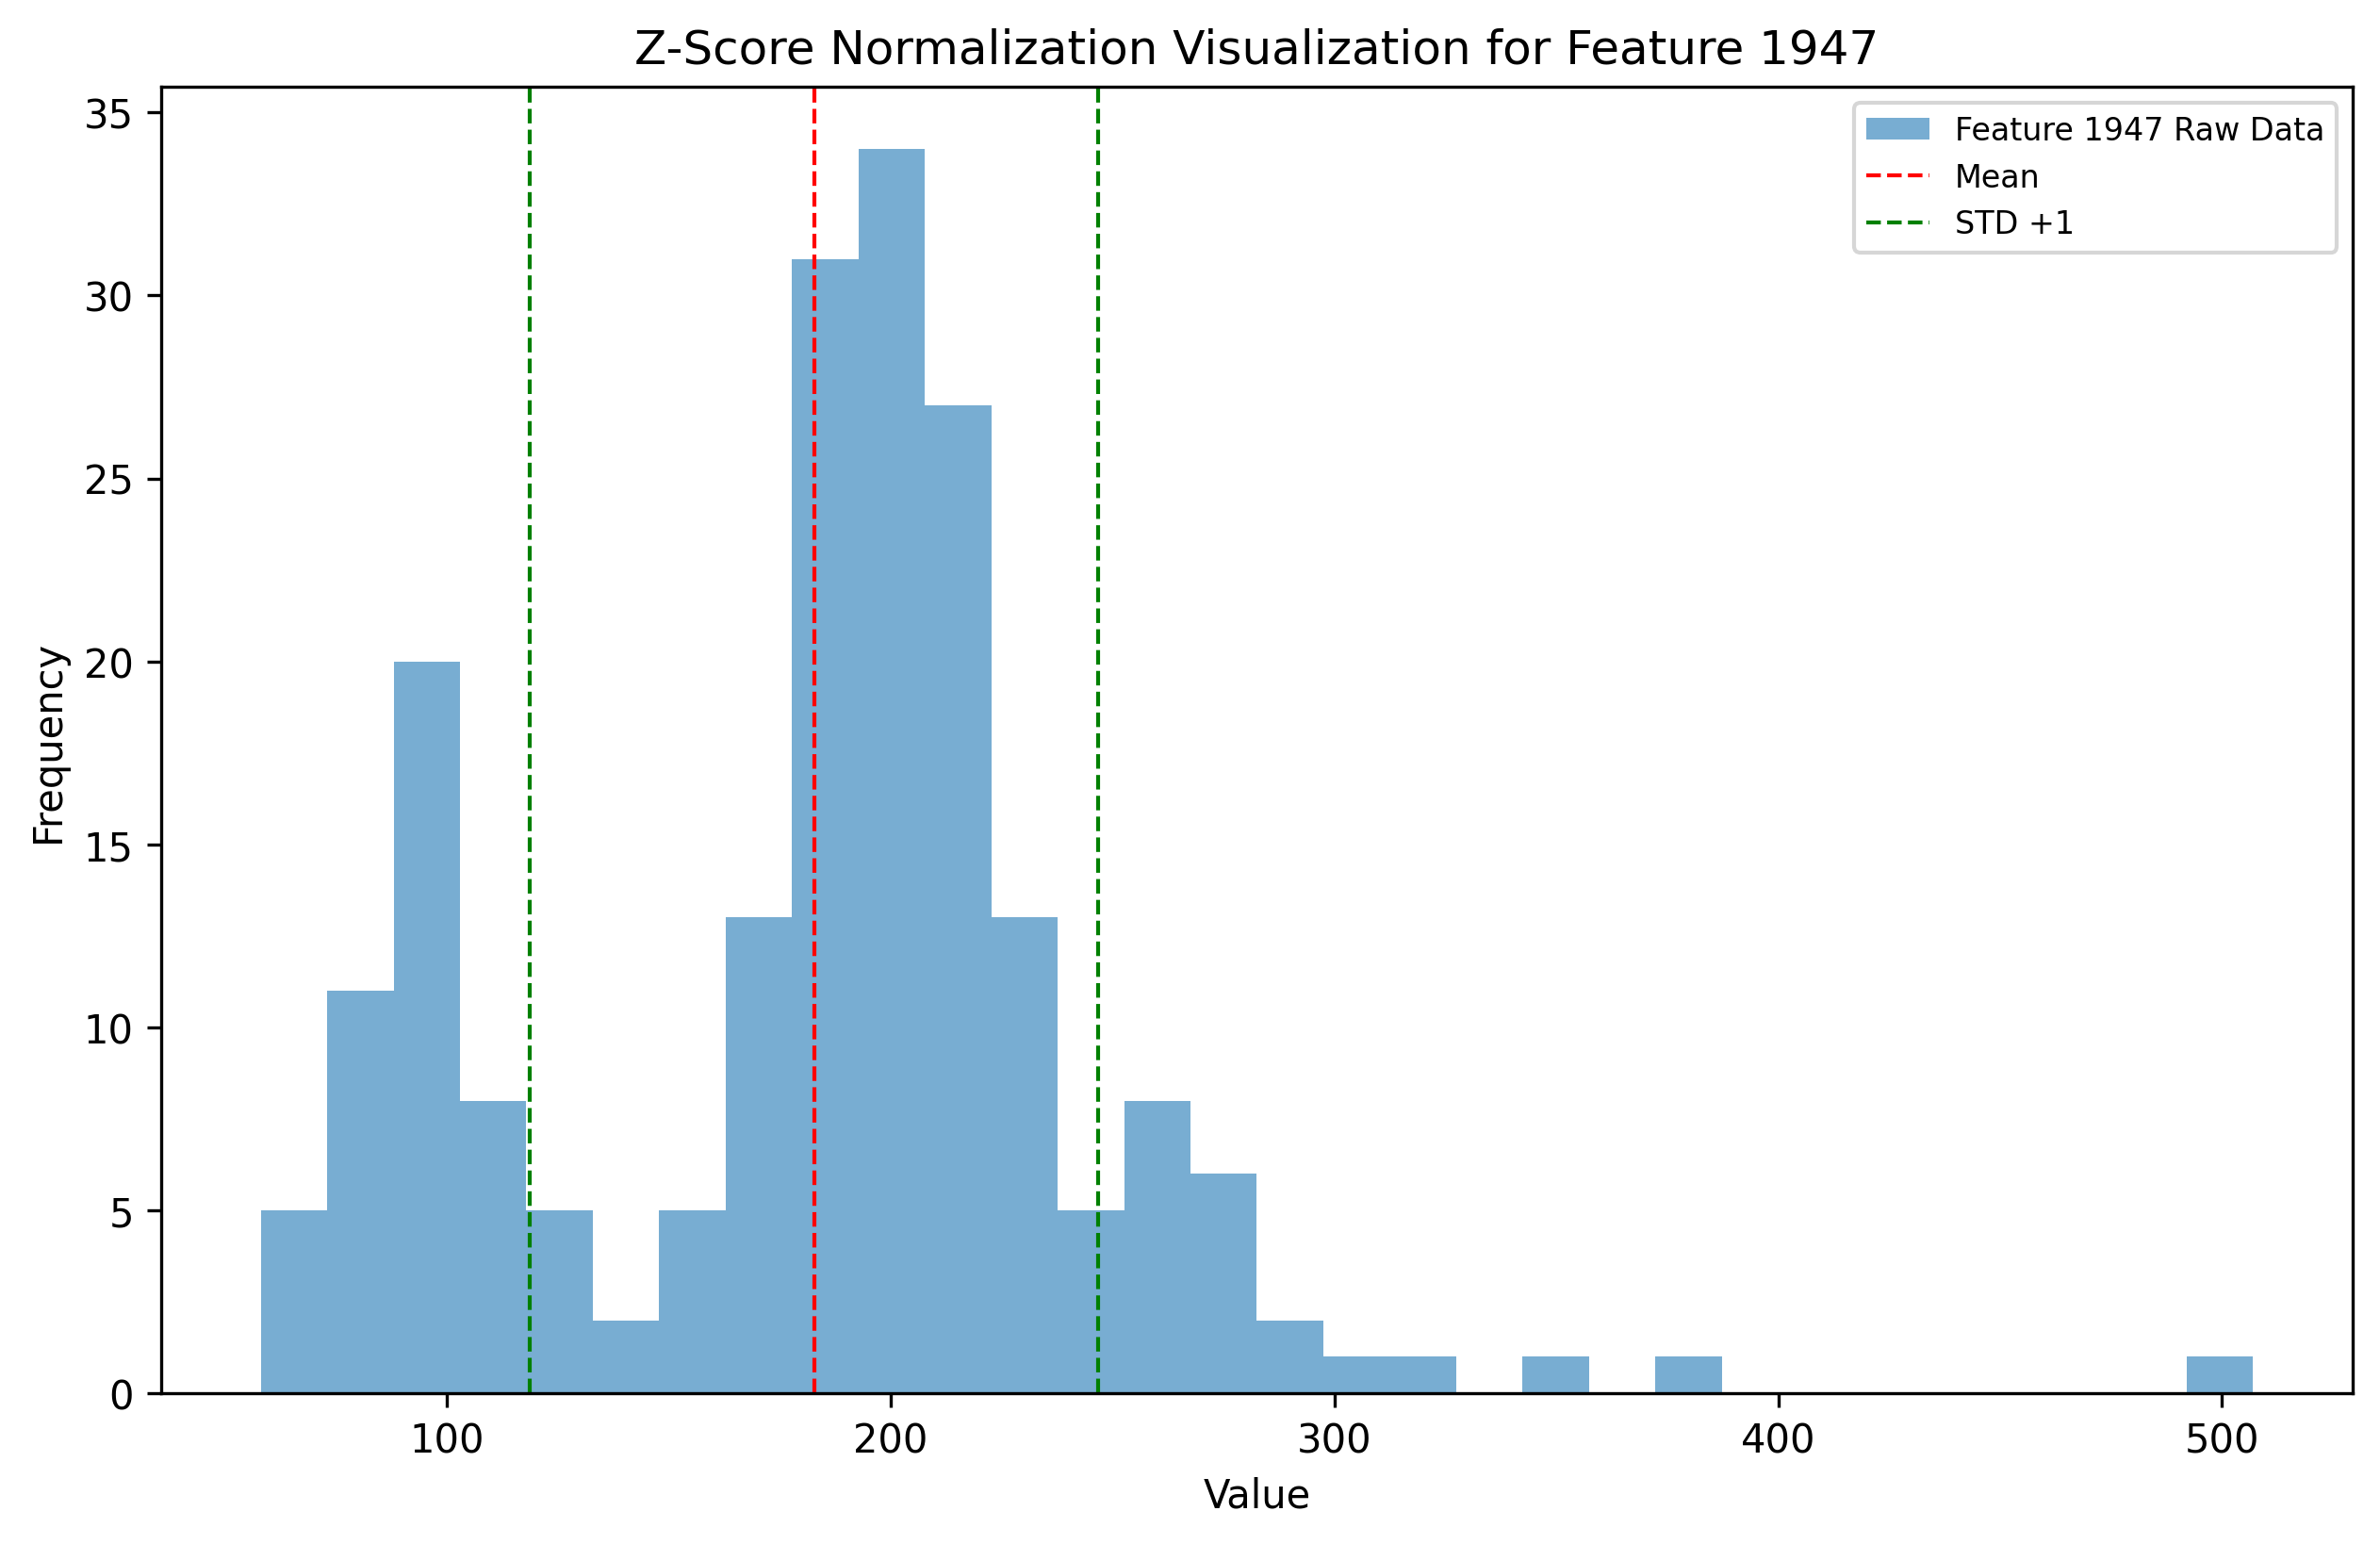 Z-Score Normalization Visualization for Feature 1947
Feature 1947 Raw Data
Mean
STD +1
Frequency
35
30
25
20
15
10
5
0
100 200 300 400 500
Value